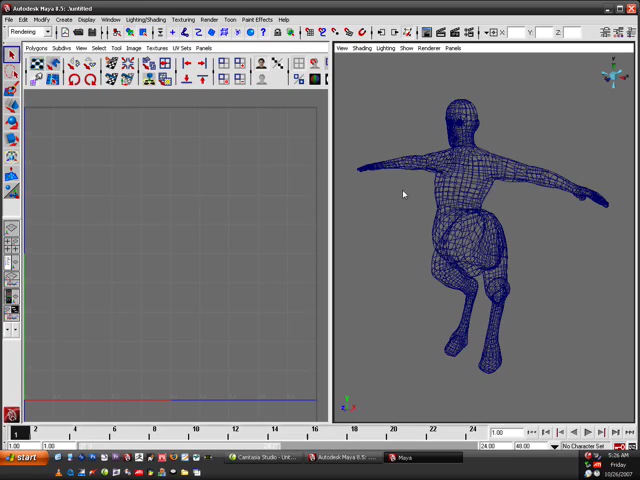 Autodesk Maya 8.5: .\untitled
File Edit Modify Create Display Window Lighting/Shading Texturing Render Toon Paint Effects Help
Rendering
X: Y: Z:
Polygons Subdivs View Select Tool Image Textures UV Sets Panels
View Shading Lighting Show Renderer Panels
2 4 6 8 10 12 14 16 18 20 22 24
1
1.00
1.00 1.00 24.00 48.00 No Character Set
start Camtasia Studio - Unt... Autodesk Maya 8.5: ... Maya
5:26 AM
Friday
10/26/2007